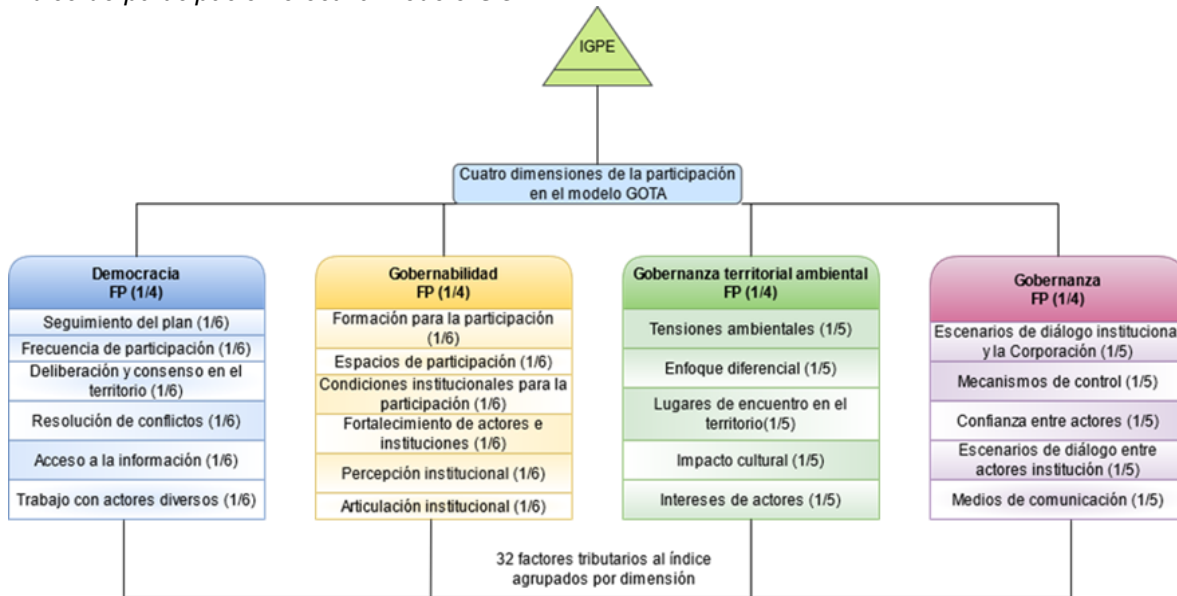 IGPE
Cuatro dimensiones de la participación
en el modelo GOTA
Democracia
FP (1/4)
Seguimiento del plan (1/6)
Frecuencia de participación (1/6)
Deliberación y consenso en el
territorio (1/6)
Resolución de conflictos (1/6)
Acceso a la información (1/6)
Trabajo con actores diversos (1/6)
Gobernabilidad
FP (1/4)
Formación para la participación
(1/6)
Espacios de participación (1/6)
Condiciones institucionales para la
participación (1/6)
Fortalecimiento de actores e
instituciones (1/6)
Percepción institucional (1/6)
Articulación institucional (1/6)
Gobernanza territorial ambiental
FP (1/4)
Tensiones ambientales (1/5)
Enfoque diferencial (1/5)
Lugares de encuentro en el
territorio(1/5)
Impacto cultural (1/5)
Intereses de actores (1/5)
Gobernanza
FP (1/4)
Escenarios de diálogo instituciona
y la Corporación (1/5)
Mecanismos de control (1/5)
Confianza entre actores (1/5)
Escenarios de diálogo entre
actores institución (1/5)
Medios de comunicación (1/5)
32 factores tributarios al índice
agrupados por dimensión